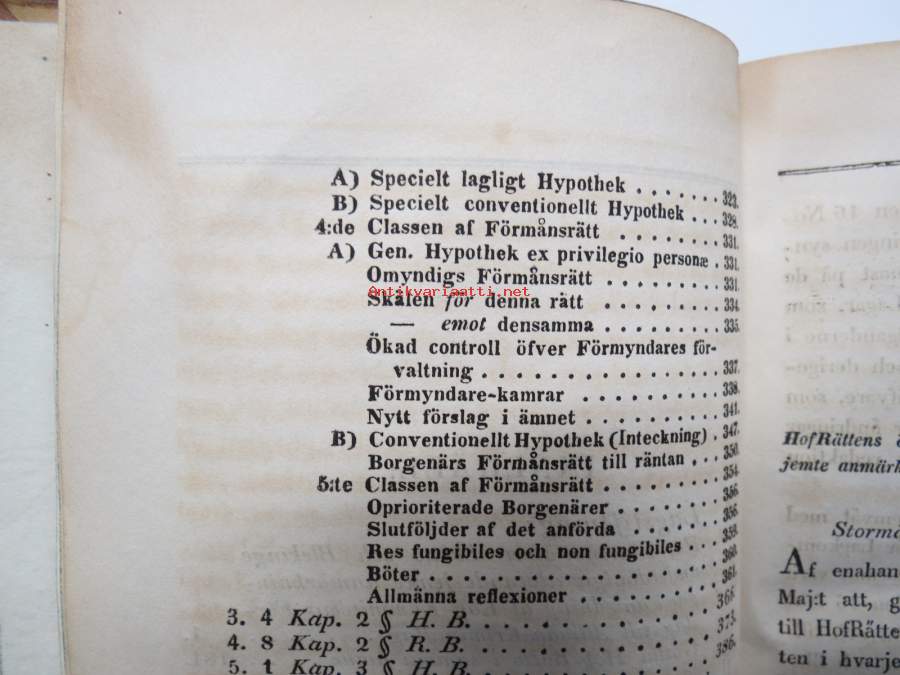 A) Specielt lagligt Hypothek . . . . . . . 323.
B) Specielt conventionellt Hypothek . . . 328.
4:de Classen af Förmånsrätt . . . . . . . . 331.
A) Gen. Hypothek ex privilegio personæ . 331.
Omyndigs Förmånsrätt . . . . . . . . 331.
Antikvariaatti.net
Skälen för denna rätt . . . . . . . . 334.
— emot densamma . . . . . . . . . 335.
Ökad controll öfver Förmyndares för-
valtning . . . . . . . . . . . . . . . . 337.
Förmyndare-kamrar . . . . . . . . . . 338.
Nytt förslag i ämnet . . . . . . . . . . 341.
B) Conventionellt Hypothek (Inteckning) . 347.
Borgenärs Förmånsrätt till räntan . . . 350.
5:te Classen af Förmånsrätt . . . . . . . . . 354.
Oprioriterade Borgenärer . . . . . . . 356.
Slutföljder af det anförda . . . . . . . 356.
Res fungibiles och non fungibiles . . . 359.
Böter . . . . . . . . . . . . . . . . . . . 360.
Allmänna reflexioner . . . . . . . . . 361.
3. 4 Kap. 2 § H. B. . . . . . . . . . . . . . . . 368.
4. 8 Kap. 2 § R. B. . . . . . . . . . . . . . . . 373.
5. 1 Kap. 3 § H. B. . . . . . . . . . . . . . . . 386.
HofRättens
jemte anmärk
Storm
Af enahan
Maj:t att, g
till HofRätte
ten i hvarje